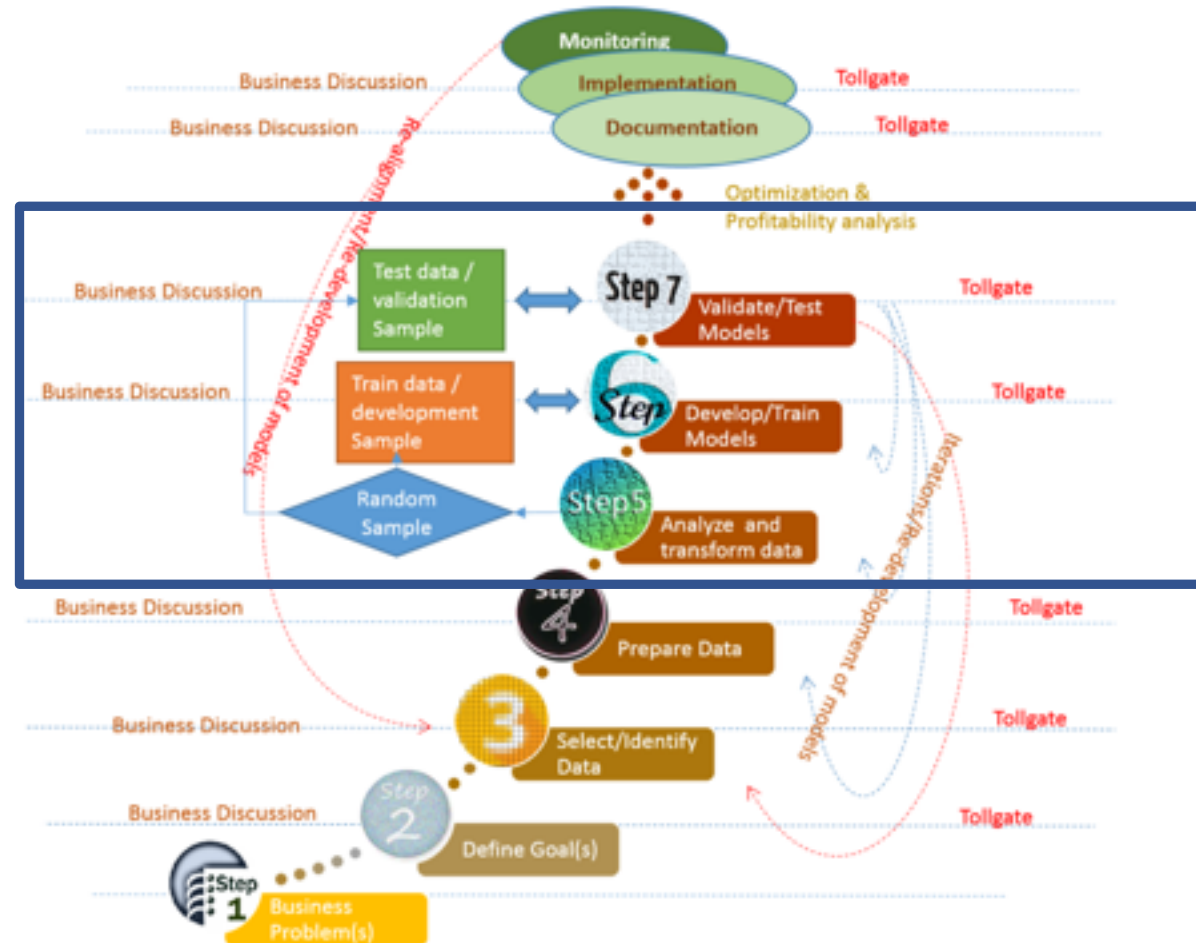 Monitoring
Business Discussion
Implementation
Tollgate
Business Discussion
Documentation
Tollgate
Re-alignment/Re-development of models
Optimization &
Profitability analysis
Business Discussion
Test data /
validation
Sample
Step 7
Validate/Test
Models
Tollgate
Business Discussion
Train data /
development
Sample
6
Step
Develop/Train
Models
Tollgate
Iterations/Re-development of models
Random
Sample
Step5
Analyze and
transform data
Business Discussion
Step
4
Prepare Data
Tollgate
Business Discussion
3
Select/Identify
Data
Tollgate
Business Discussion
Step
2
Define Goal(s)
Tollgate
Step
1
Business
Problem(s)